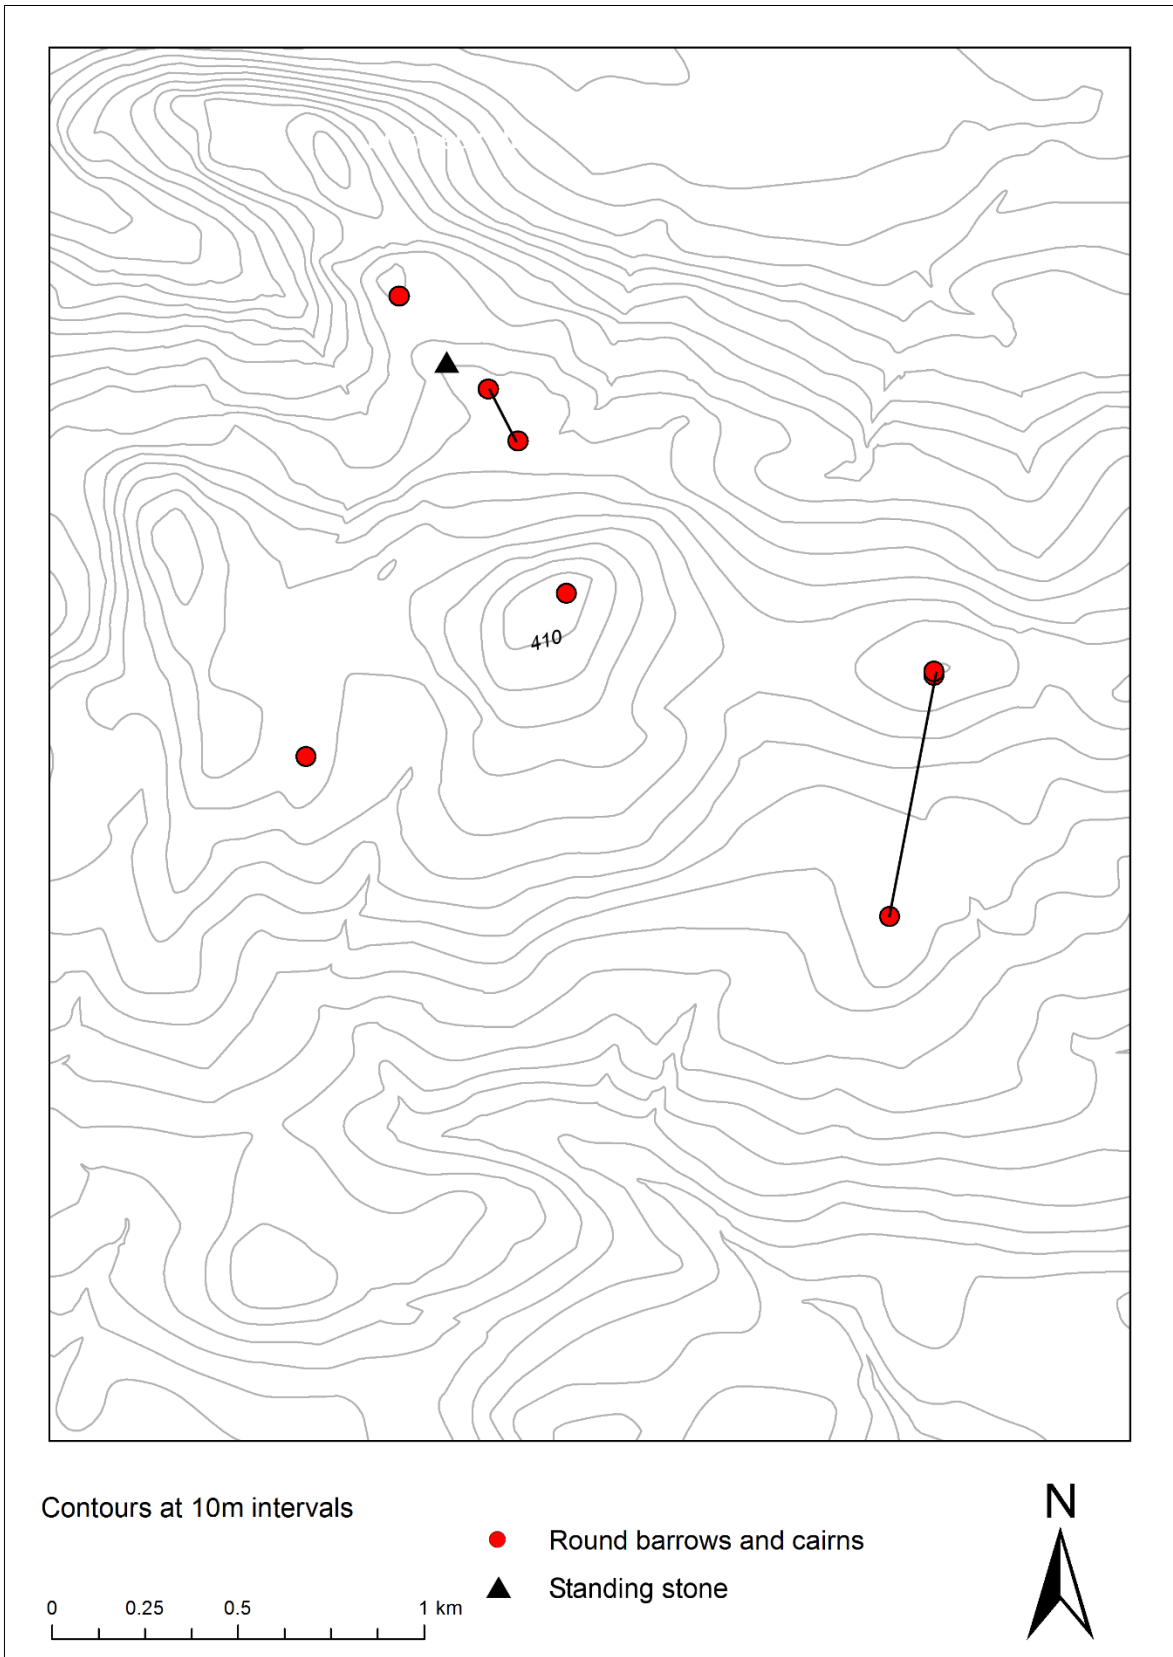 410
Contours at 10m intervals
N
Round barrows and cairns
Standing stone
0 0.25 0.5 1 km